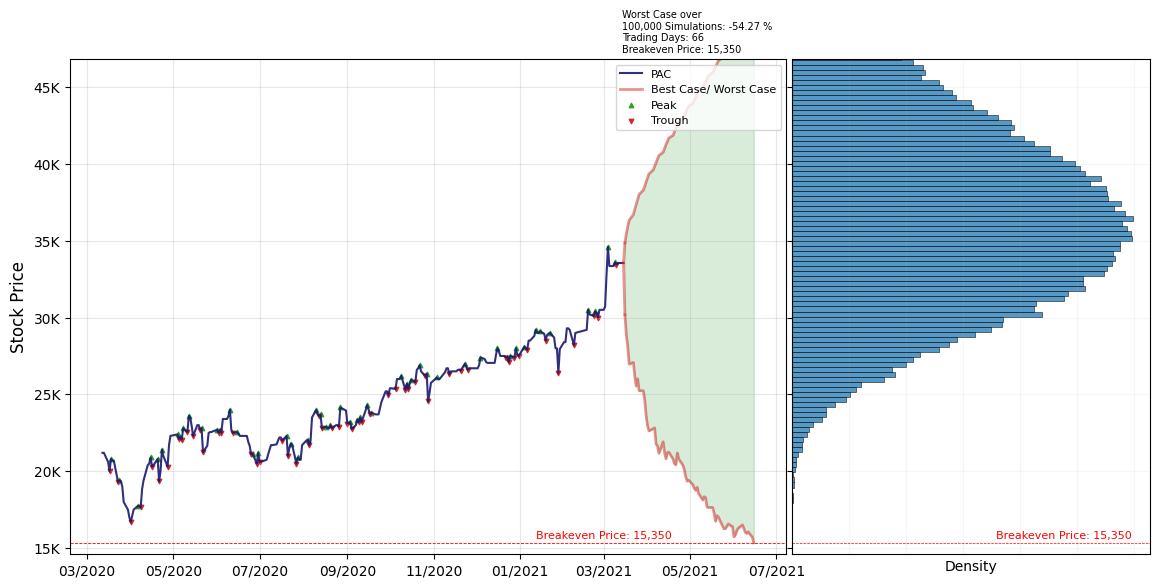 Worst Case over
100,000 Simulations: -54.27 %
Trading Days: 66
Breakeven Price: 15,350
PAC
Best Case/ Worst Case
Peak
Trough
Stock Price
45K
40K
35K
30K
25K
20K
15K
Breakeven Price: 15,350
Breakeven Price: 15,350
03/2020
05/2020
07/2020
09/2020
11/2020
01/2021
03/2021
05/2021
07/2021
Density